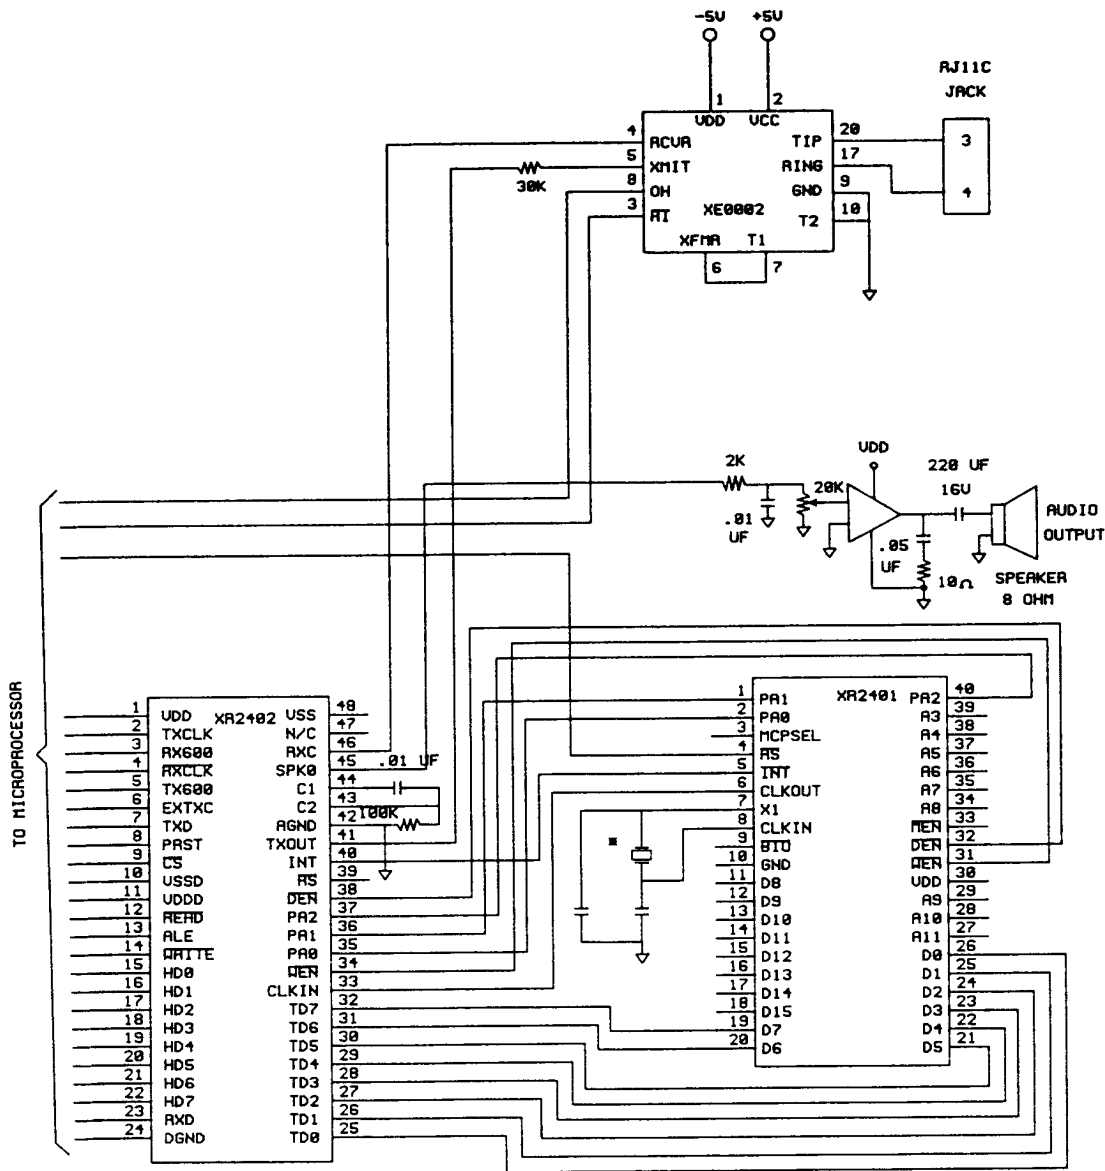 -5V +5V
RJ11C
JACK
1 2
VDD VCC
4 RCVR TIP 20 3
5 XMIT RING 17
30K
8 OH GND 9 4
3 RI XE0002 T2 10
XFMR T1
6 7
VDD
2K 220 UF
20K 16V
.01
UF
AUDIO
OUTPUT
.05
UF
10Ω
SPEAKER
8 OHM
TO MICROPROCESSOR
XR2402
1 VDD VSS 48
2 TXCLK N/C 47
3 RX600 RXC 46
4 RXCLK SPKO 45
.01 UF
5 TX600 C1 44
6 EXTXC C2 43
100K
7 TXD AGND 42
8 PRST TXOUT 41
9 CS INT 40
10 VSSD RS 39
11 VDDD DEN 38
12 READ PA2 37
13 ALE PA1 36
14 WRITE PA0 35
15 HD0 WEN 34
16 HD1 CLKIN 33
17 HD2 TD7 32
18 HD3 TD6 31
19 HD4 TD5 30
20 HD5 TD4 29
21 HD6 TD3 28
22 HD7 TD2 27
23 RXD TD1 26
24 DGND TD0 25
XR2401
1 PA1 PA2 40
2 PA0 A3 39
3 MCPSEL A4 38
4 RS A5 37
5 INT A6 36
6 CLKOUT A7 35
7 X1 A8 34
8 CLKIN MEN 33
9 BIO DEN 32
10 GND WEN 31
11 D8 VDD 30
12 D9 A9 29
13 D10 A10 28
14 D11 A11 27
15 D12 D0 26
16 D13 D1 25
17 D14 D2 24
18 D15 D3 23
19 D7 D4 22
20 D6 D5 21